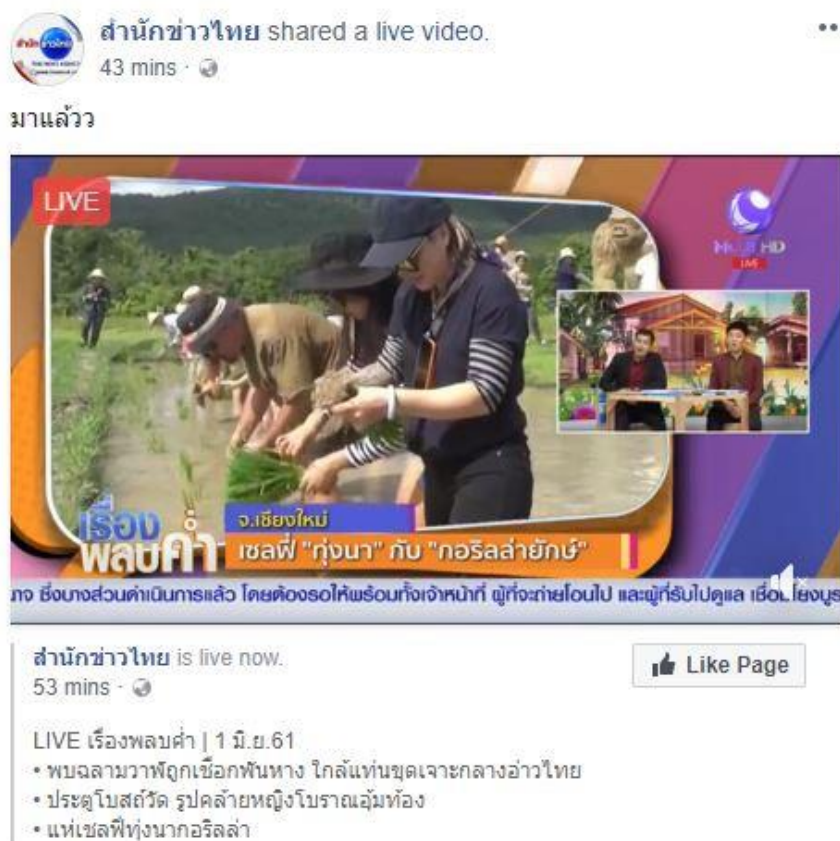 สำนักข่าวไทย shared a live video.
43 mins
มาแล้วว
LIVE
HD
LIVE
เรื่อง
พลบค่ำ
จ.เชียงใหม่
เซลฟี่ "ทุ่งนา" กับ "กอริลล่ายักษ์"
ซึ่งบางส่วนดำเนินการแล้ว โดยต้องรอให้พร้อมทั้งเจ้าหน้าที่ ผู้ที่จะถ่ายโอนไป และผู้ที่รับไปดูแล
สำนักข่าวไทย is live now.
Like Page
53 mins
LIVE เรื่องพลบค่ำ | 1 มิ.ย.61
• พบฉลามวาฬถูกเชือกพันหาง ใกล้แท่นขุดเจาะกลางอ่าวไทย
• ประตูโบสถ์วัด รูปคล้ายหญิงโบราณอุ้มท้อง
• แห่เซลฟี่ทุ่งนากอริลล่า